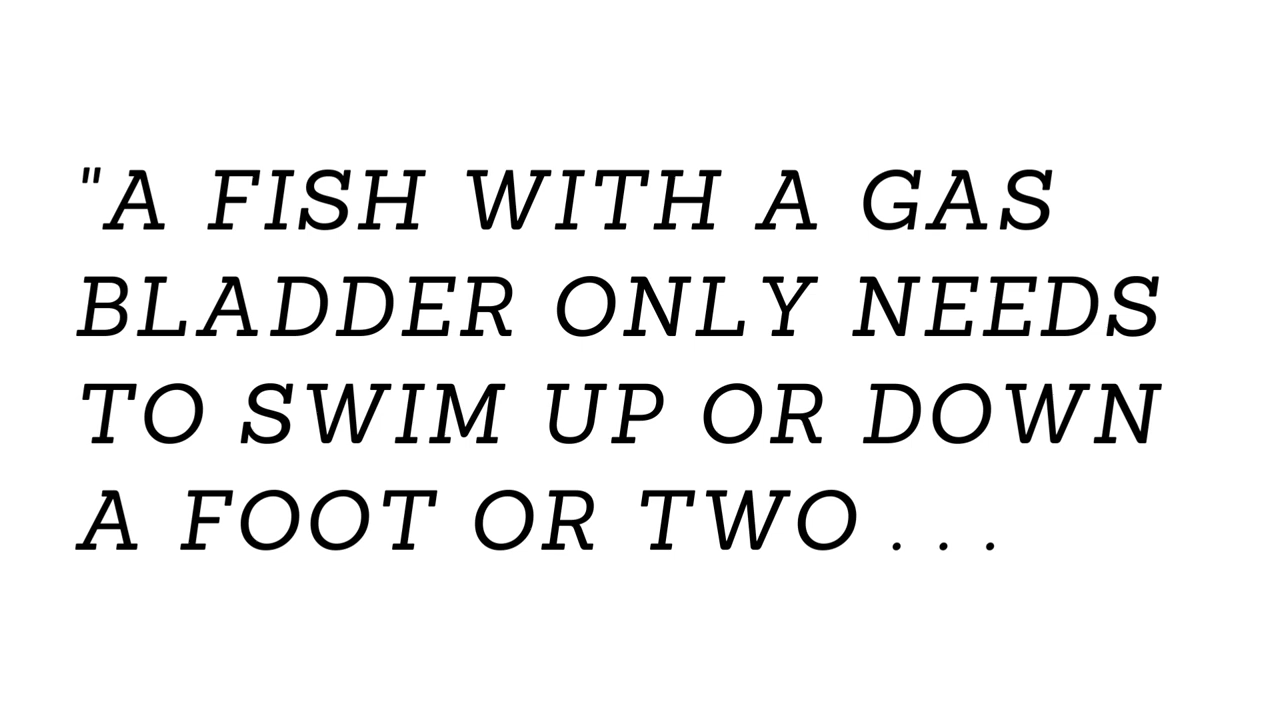 "A FISH WITH A GAS
BLADDER ONLY NEEDS
TO SWIM UP OR DOWN
A FOOT OR TWO . . .